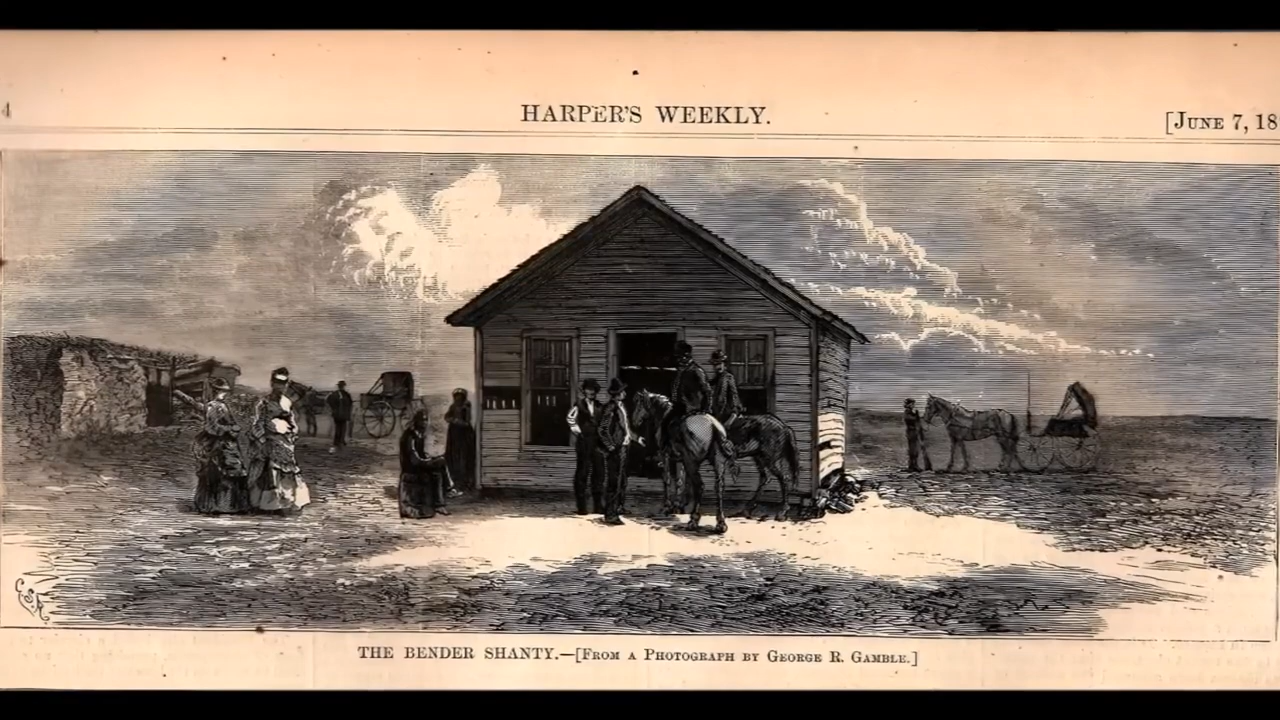 4
HARPER'S WEEKLY.
[JUNE 7, 18
THE BENDER SHANTY.—[FROM A PHOTOGRAPH BY GEORGE R. GAMBLE.]